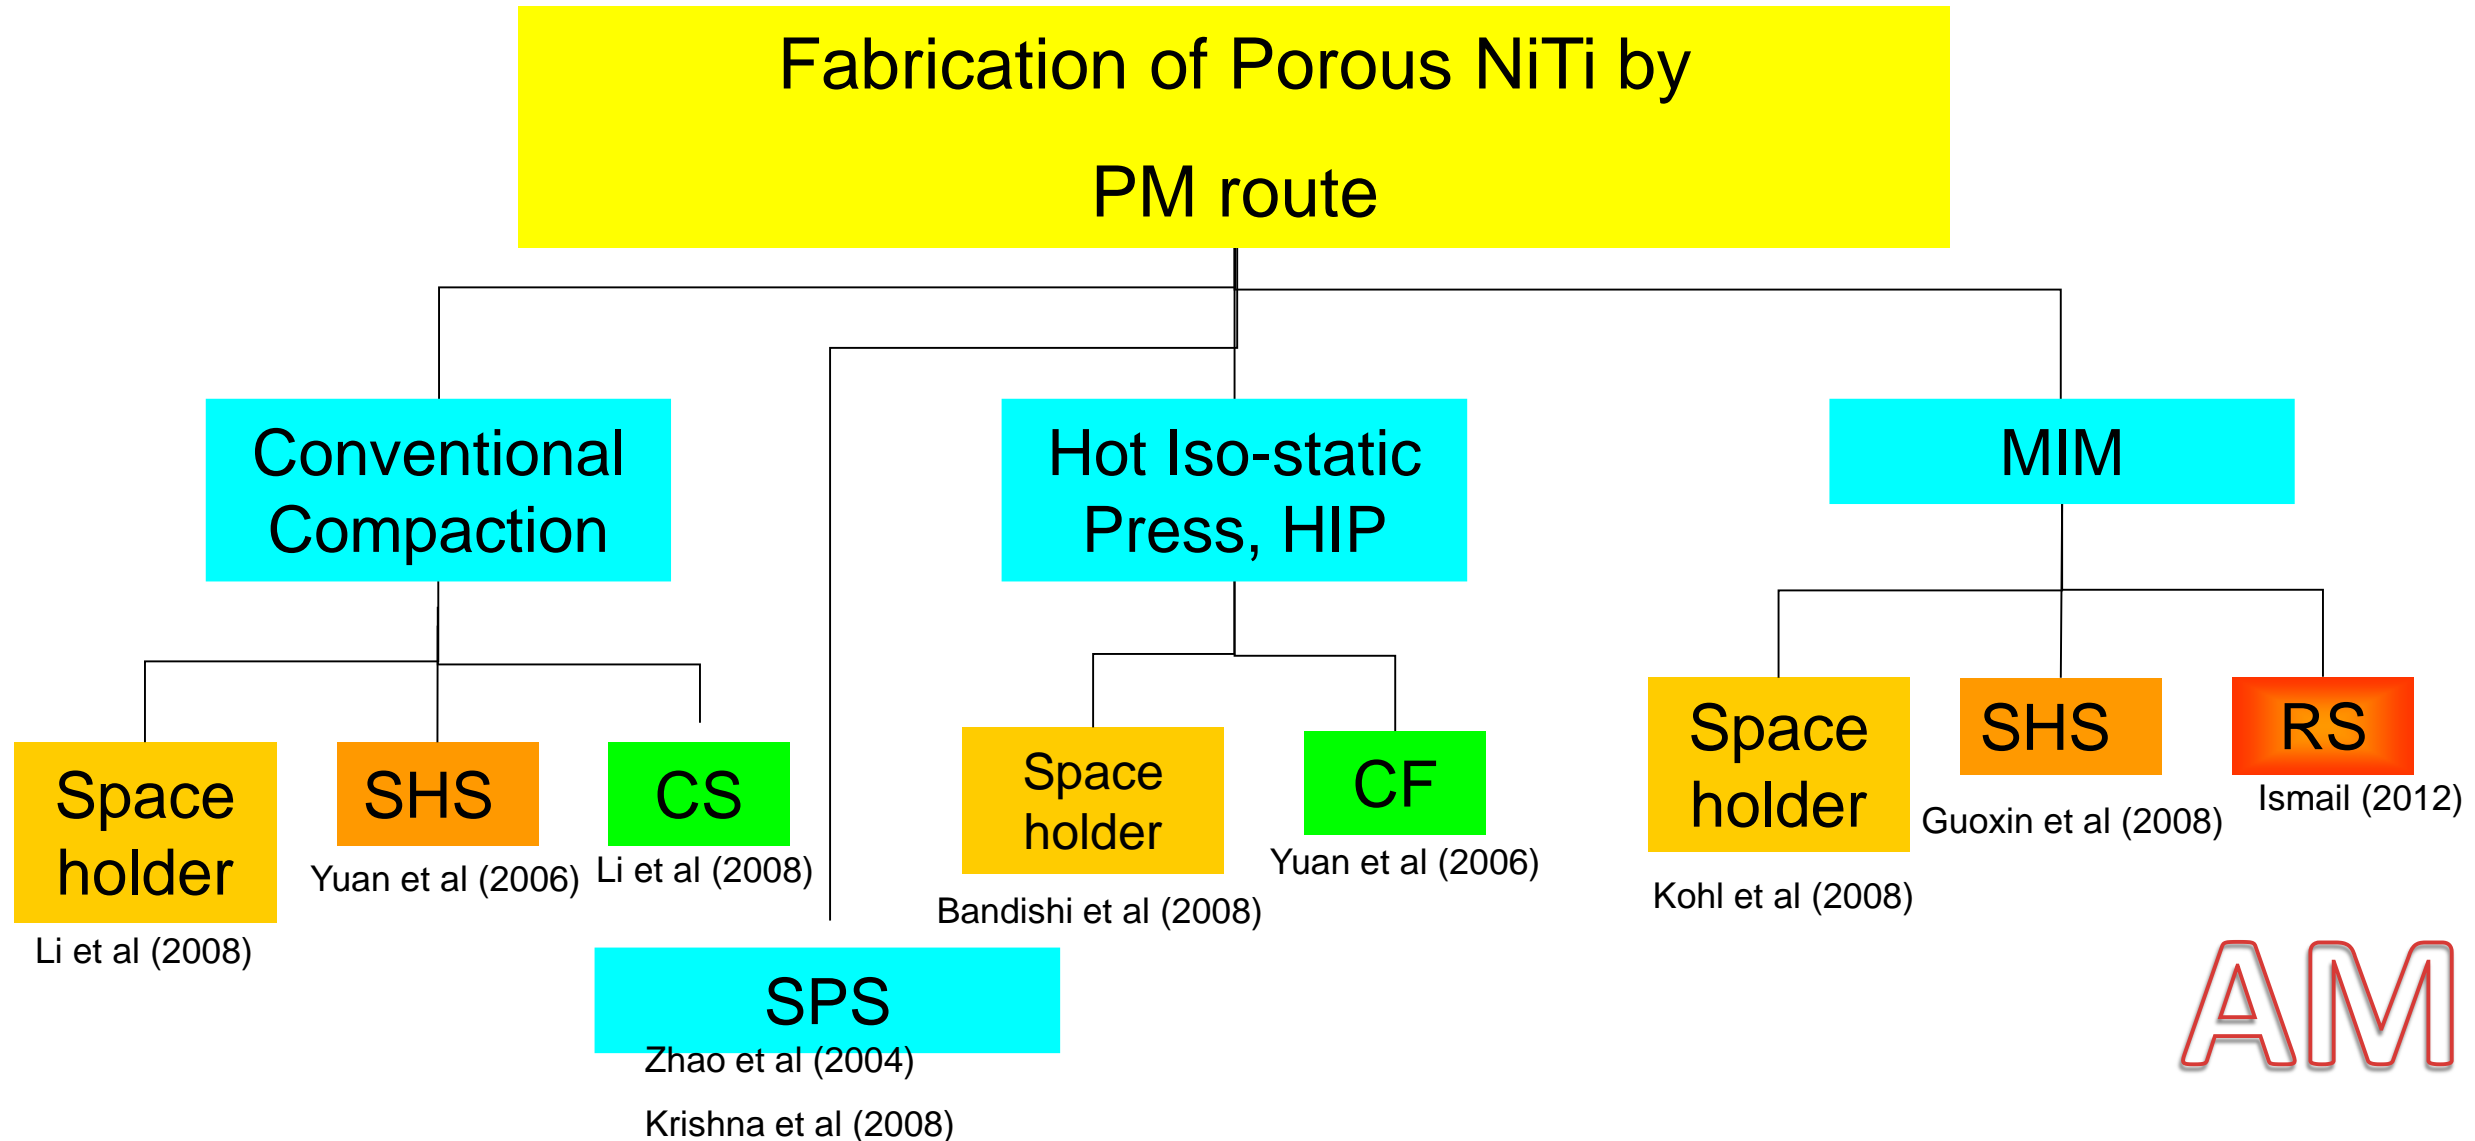 Fabrication of Porous NiTi by
PM route
Conventional
Compaction
Hot Iso-static
Press, HIP
MIM
Space
holder
Li et al (2008)
SHS
Yuan et al (2006)
CS
Li et al (2008)
SPS
Zhao et al (2004)
Krishna et al (2008)
Space
holder
Bandishi et al (2008)
CF
Yuan et al (2006)
Space
holder
Kohl et al (2008)
SHS
Guoxin et al (2008)
RS
Ismail (2012)
AM